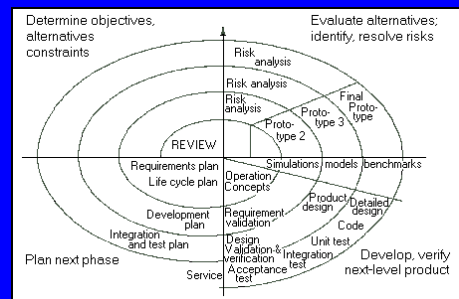 Determine objectives,
alternatives
constraints
Evaluate alternatives;
identify, resolve risks
Risk
analysis
Risk analysis
Risk
analysis
Proto-
type 2
Proto-
type 3
Final
Proto-
type
REVIEW
Requirements plan
Life cycle plan
Simulations, models benchmarks
Operation
Concepts
Development
plan
Requirement
validation
Product
design
Detailed
design
Code
Integration
and test plan
Design
Validation &
verification
Unit test
Integration
test
Acceptance
test
Plan next phase
Service
Develop, verify
next-level product